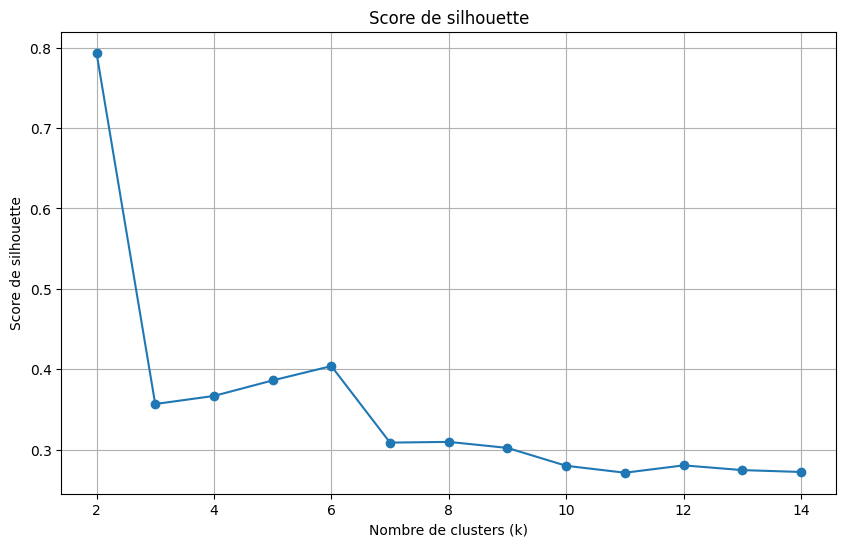 Score de silhouette
0.8
0.7
0.6
0.5
0.4
0.3
Score de silhouette
2 4 6 8 10 12 14
Nombre de clusters (k)